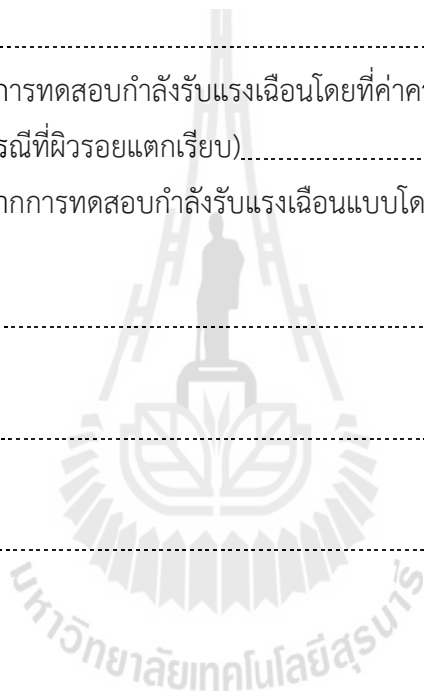 การทดสอบกำลังรับแรงเฉือนโดยที่ค่าคว
รณีที่ผิวรอยแตกเรียบ)
ากการทดสอบกำลังรับแรงเฉือนแบบโด
มหาวิทยาลัยเทคโนโลยีสุรนารี